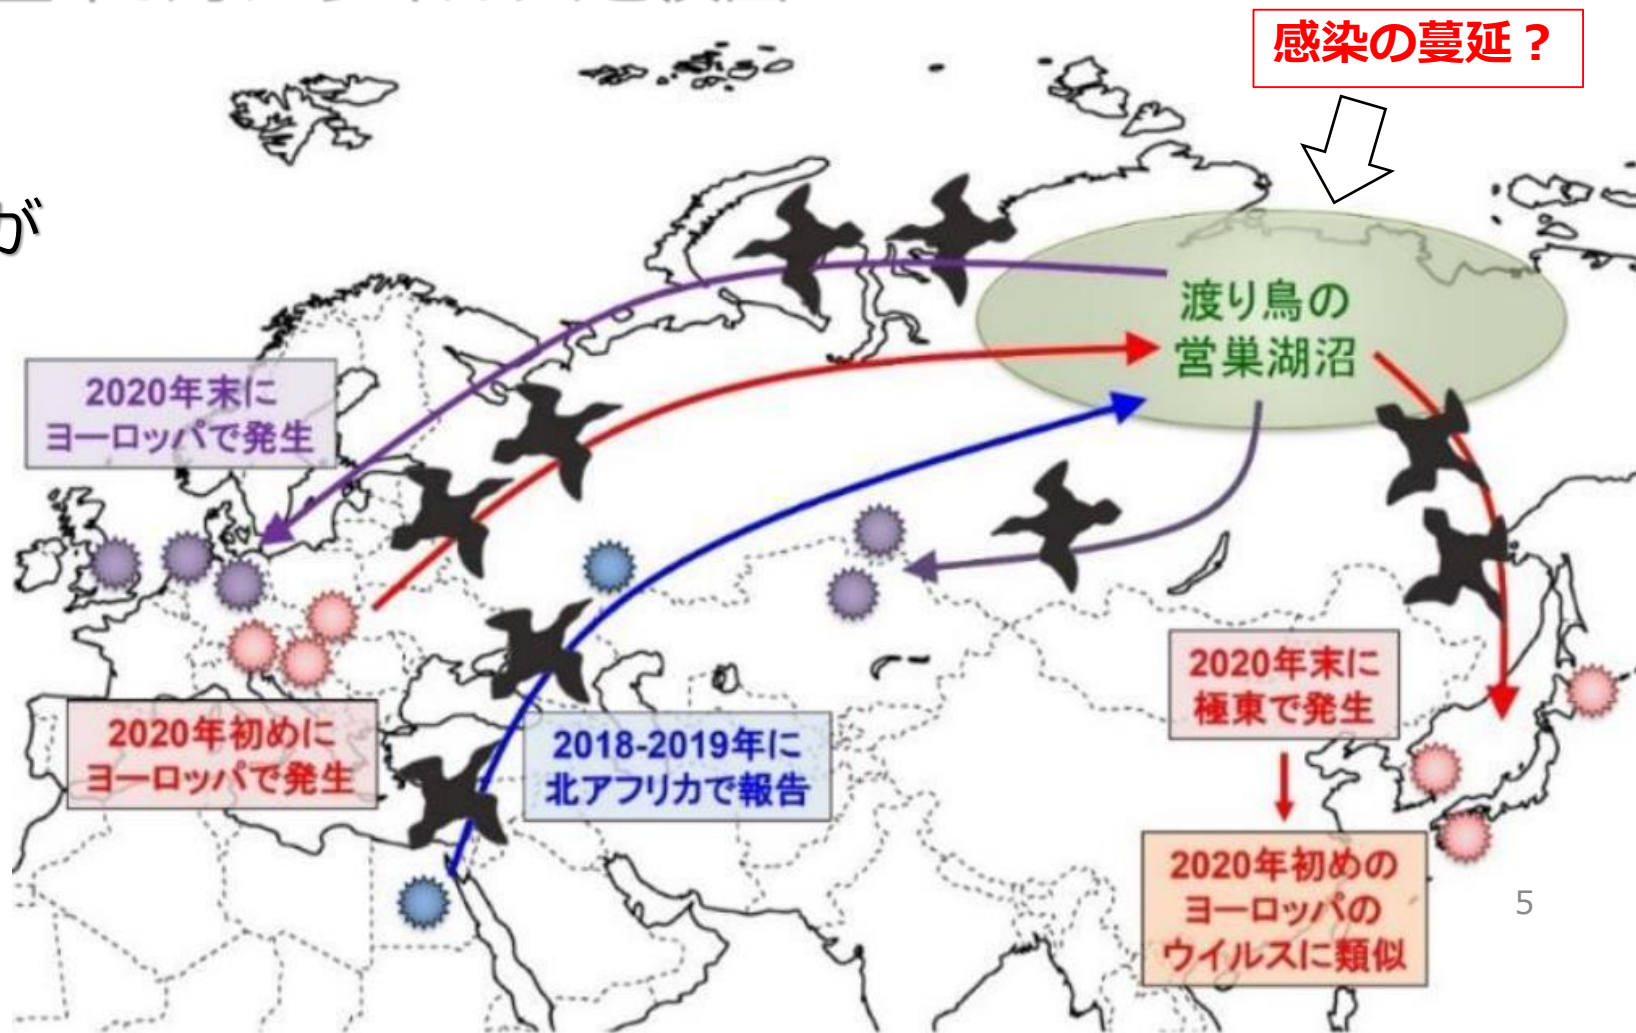 感染の蔓延？
が
渡り鳥の
営巣湖沼
2020年末に
ヨーロッパで発生
2020年初めに
ヨーロッパで発生
2018-2019年に
北アフリカで報告
2020年末に
極東で発生
2020年初めの
ヨーロッパの
ウイルスに類似
5